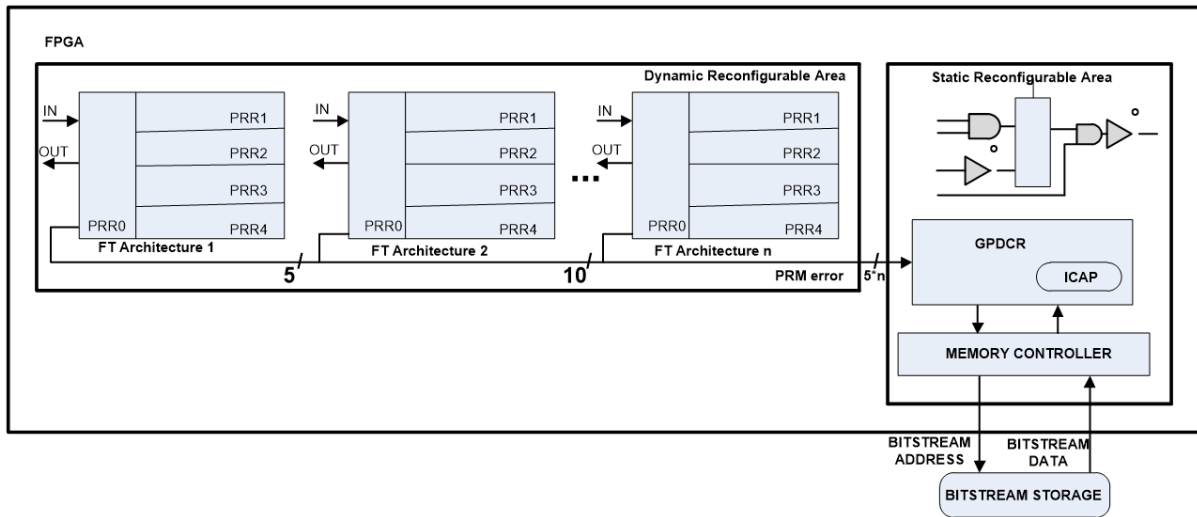 FPGA
Dynamic Reconfigurable Area
IN
OUT
PRR0
PRR1
PRR2
PRR3
PRR4
FT Architecture 1
IN
OUT
PRR0
PRR1
PRR2
PRR3
PRR4
FT Architecture 2
...
IN
OUT
PRR0
PRR1
PRR2
PRR3
PRR4
FT Architecture n
5
10
PRM error
5*n
Static Reconfigurable Area
GPDCR
ICAP
MEMORY CONTROLLER
BITSTREAM
ADDRESS
BITSTREAM
DATA
BITSTREAM STORAGE